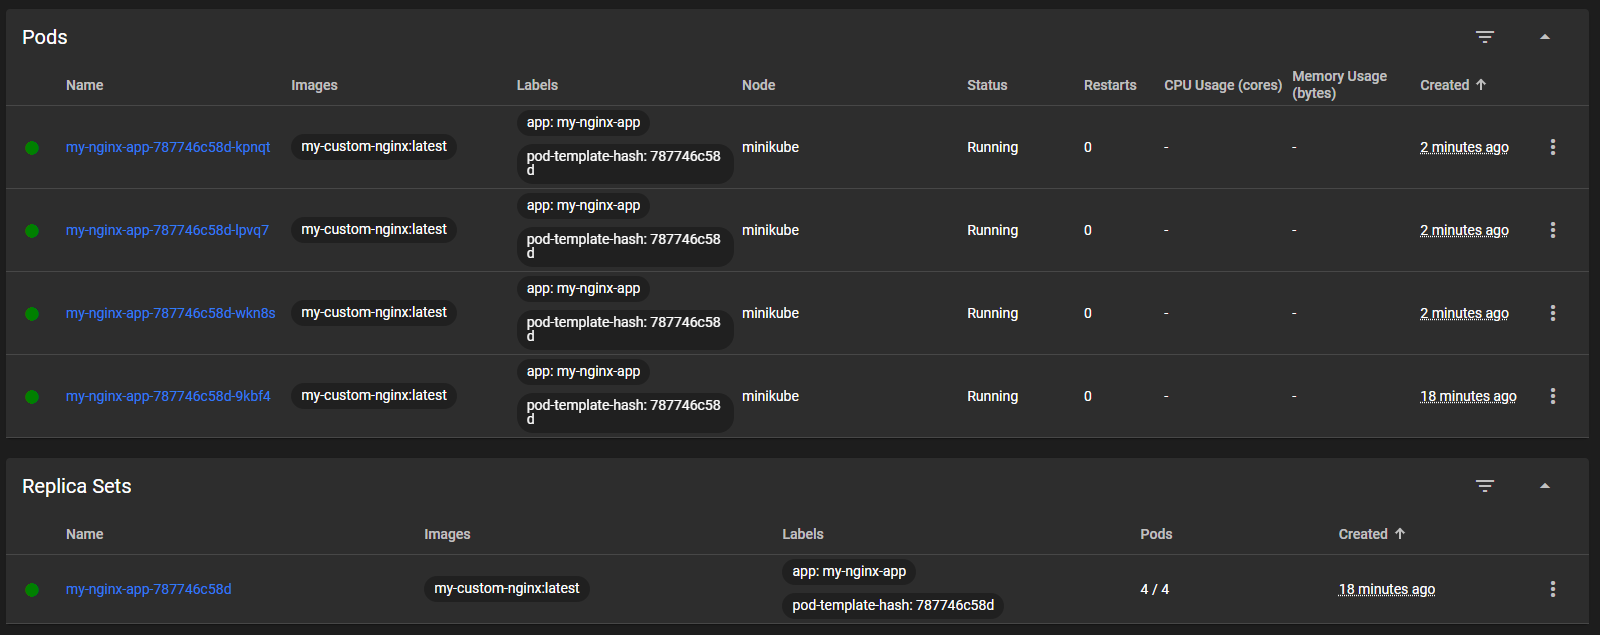 Pods
Name Images Labels Node Status Restarts CPU Usage (cores) Memory Usage (bytes) Created
my-nginx-app-787746c58d-kpnqt my-custom-nginx:latest app: my-nginx-app pod-template-hash: 787746c58d minikube Running 0 - - 2 minutes ago
my-nginx-app-787746c58d-lpvq7 my-custom-nginx:latest app: my-nginx-app pod-template-hash: 787746c58d minikube Running 0 - - 2 minutes ago
my-nginx-app-787746c58d-wkn8s my-custom-nginx:latest app: my-nginx-app pod-template-hash: 787746c58d minikube Running 0 - - 2 minutes ago
my-nginx-app-787746c58d-9kbf4 my-custom-nginx:latest app: my-nginx-app pod-template-hash: 787746c58d minikube Running 0 - - 18 minutes ago
Replica Sets
Name Images Labels Pods Created
my-nginx-app-787746c58d my-custom-nginx:latest app: my-nginx-app pod-template-hash: 787746c58d 4 / 4 18 minutes ago